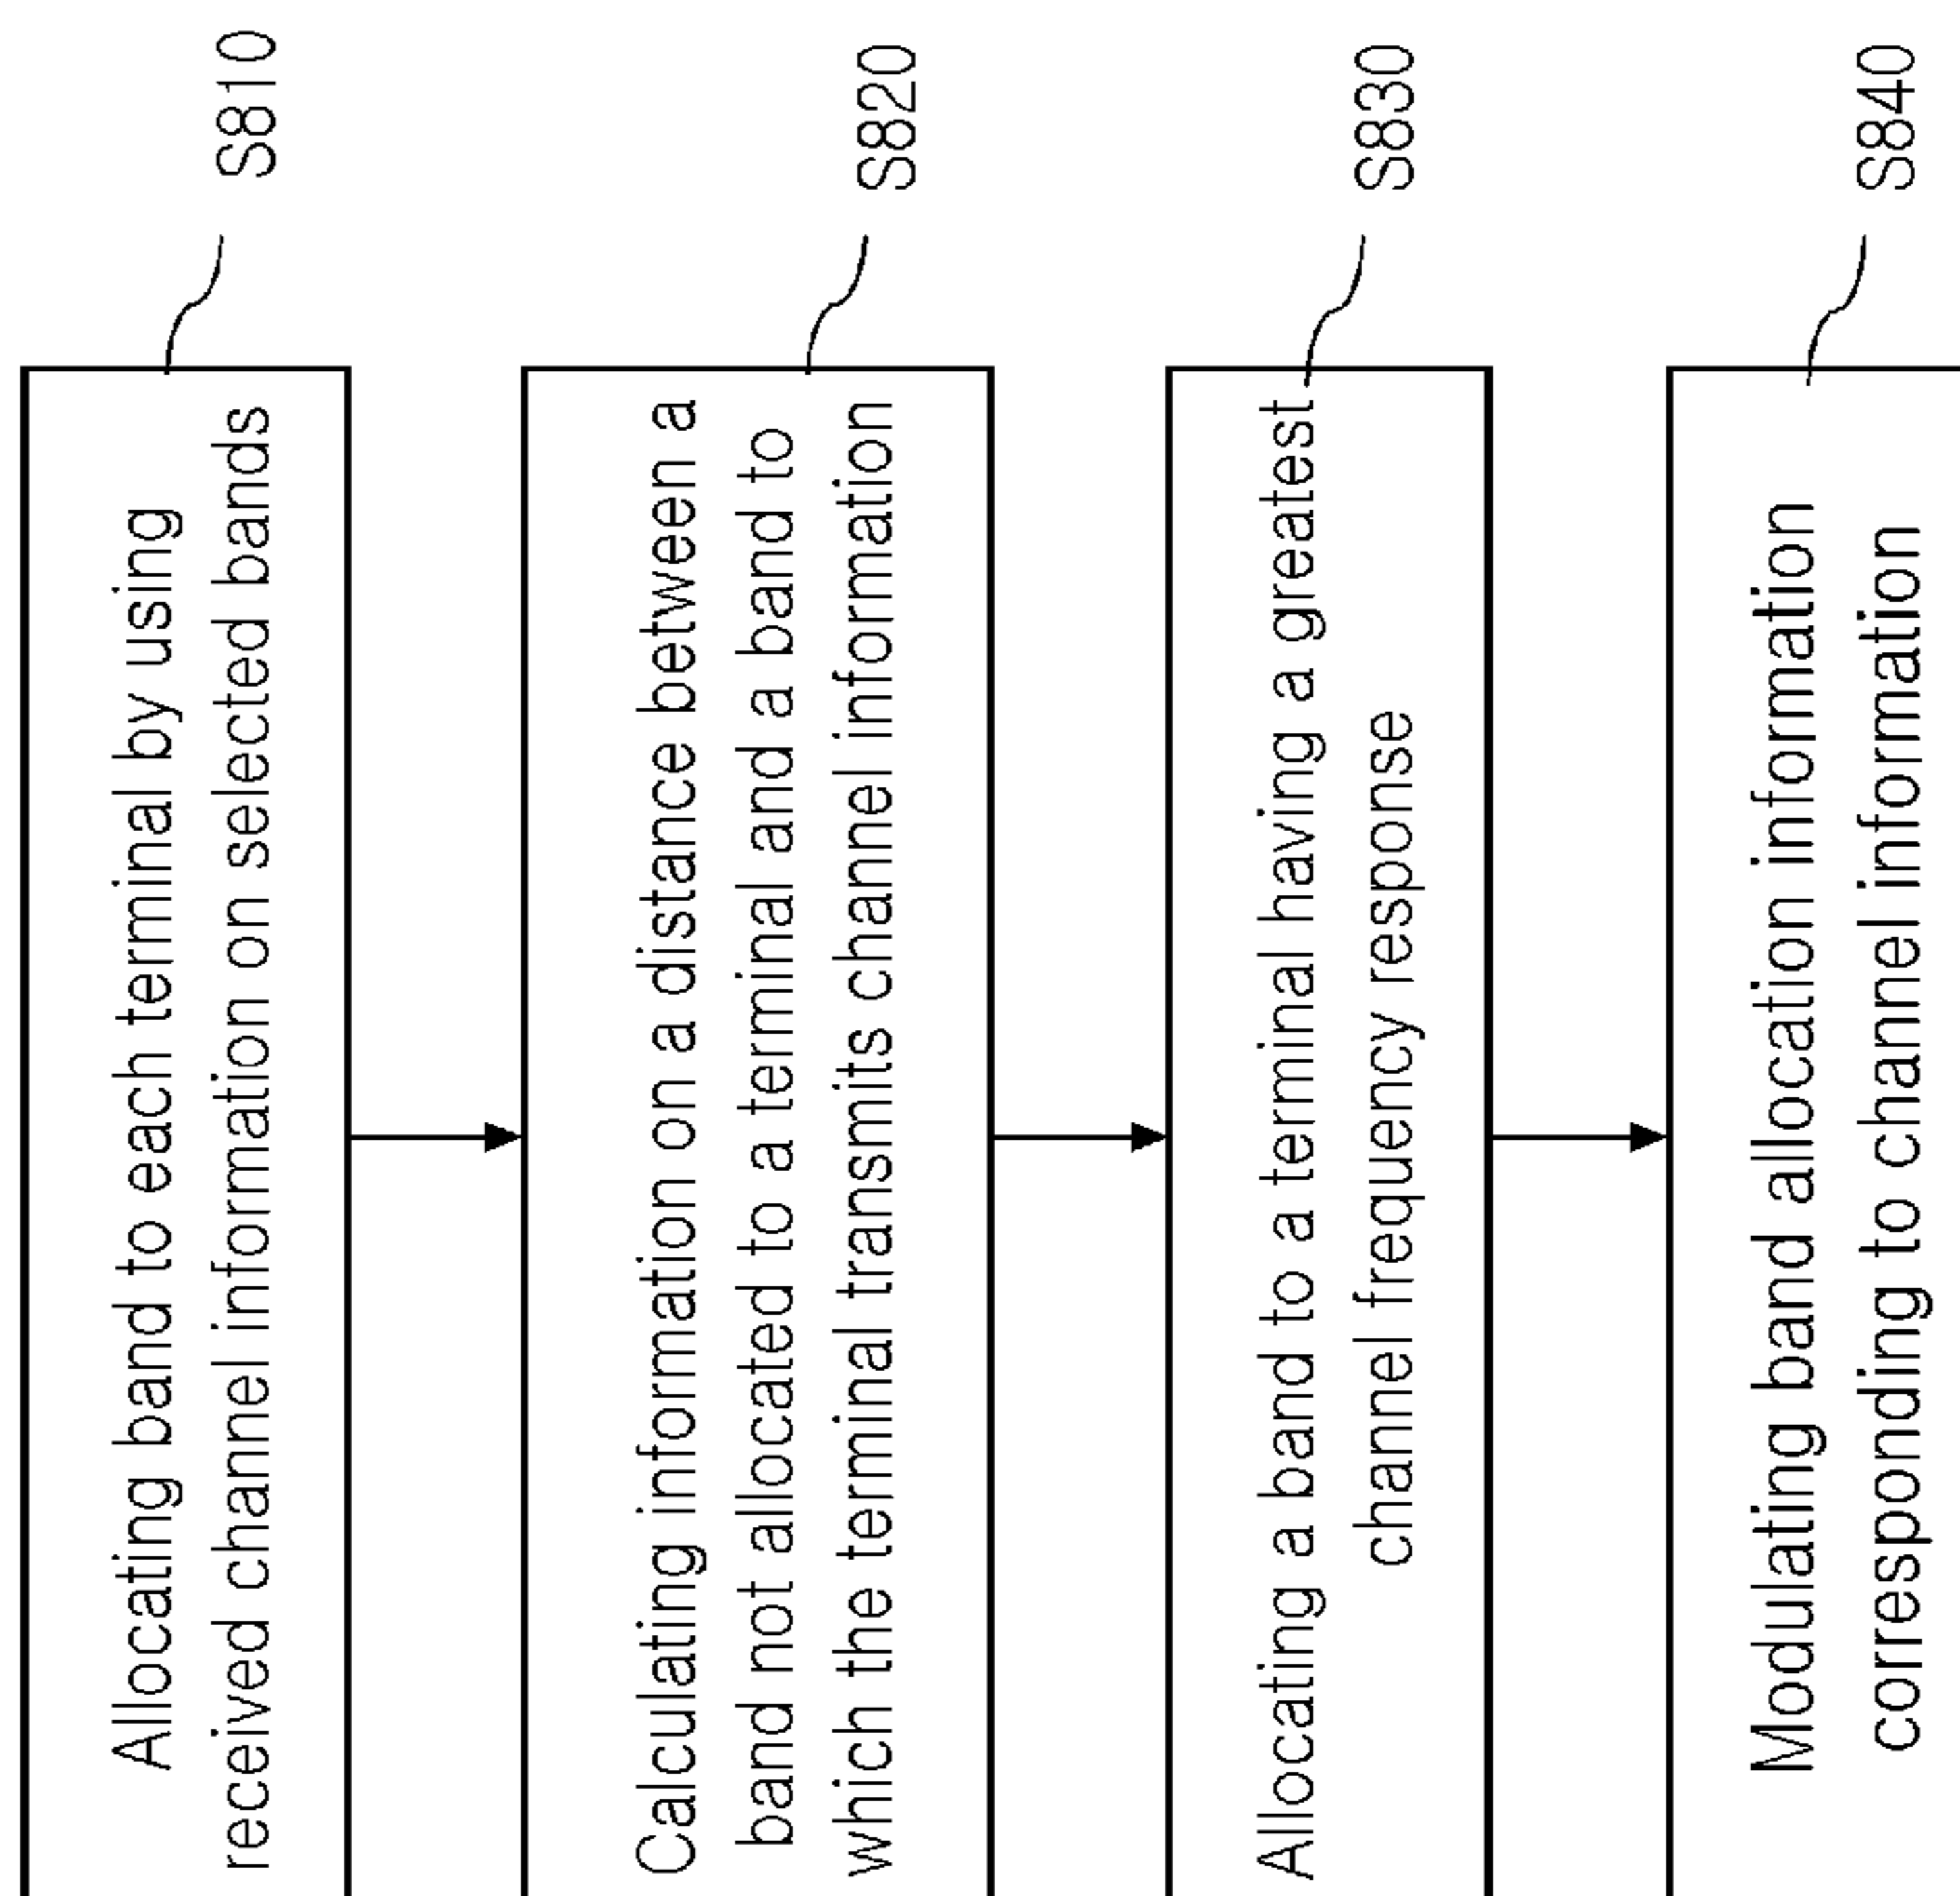 Allocating band to each terminal by using
received channel information on selected bands
S810
Calculating information on a distance between a
band not allocated to a terminal and a band to
which the terminal transmits channel information
S820
Allocating a band to a terminal having a greatest
channel frequency response
S830
Modulating band allocation information
corresponding to channel information
S840